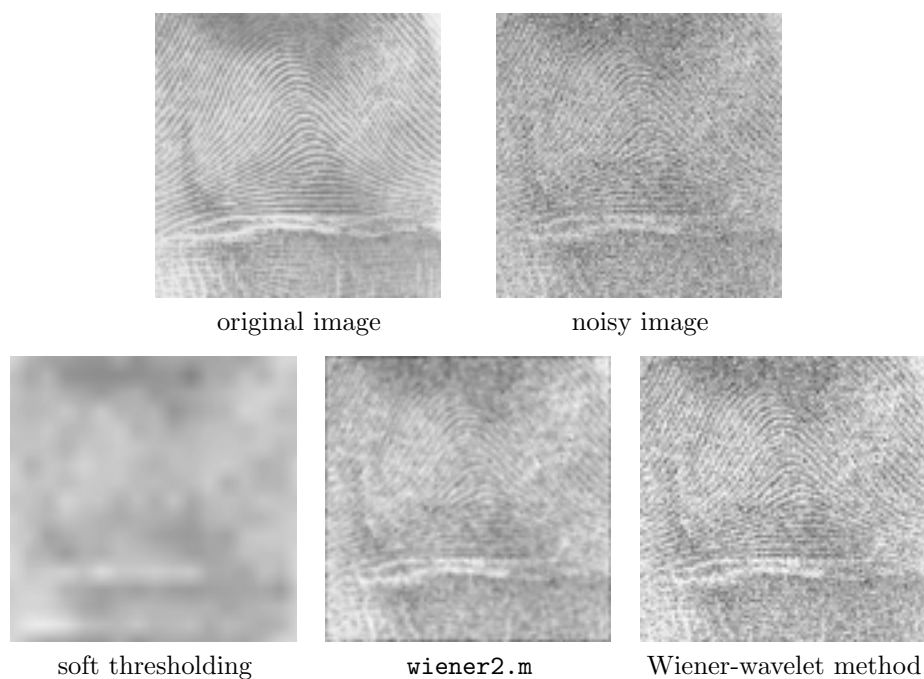 original image
noisy image
soft thresholding
wiener2.m
Wiener-wavelet method